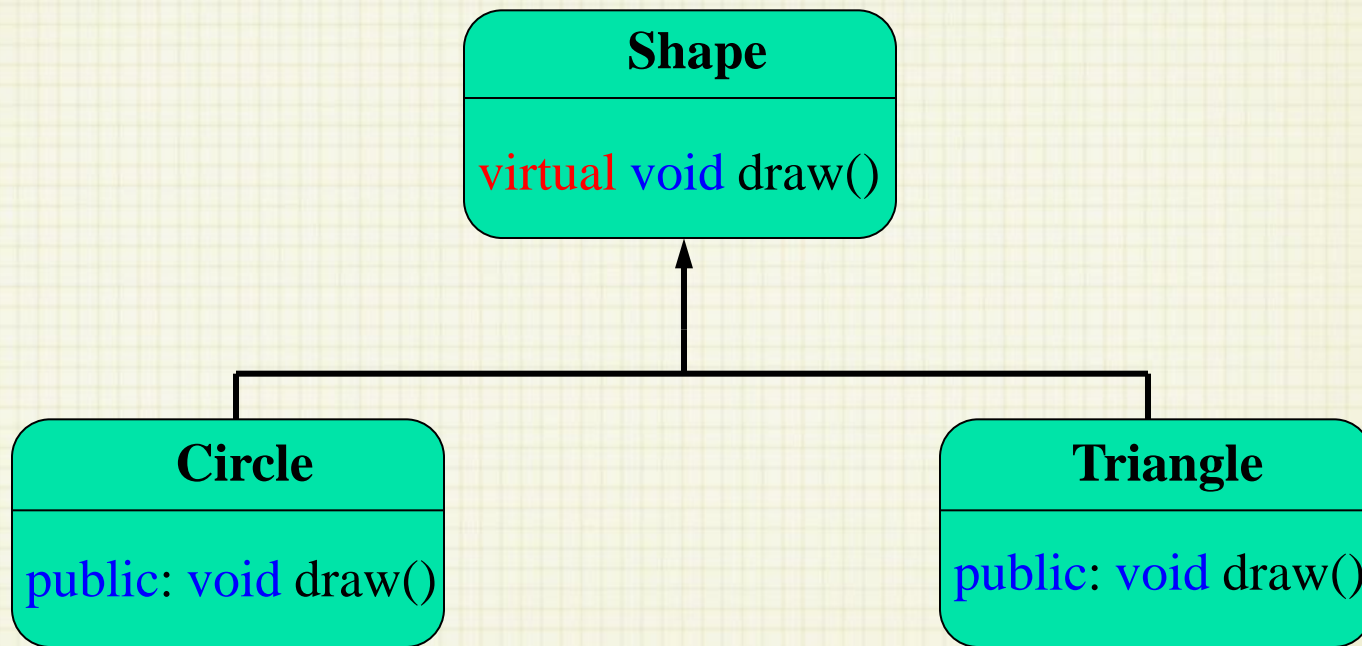 Shape
virtual void draw()
Circle
public: void draw()
Triangle
public: void draw()